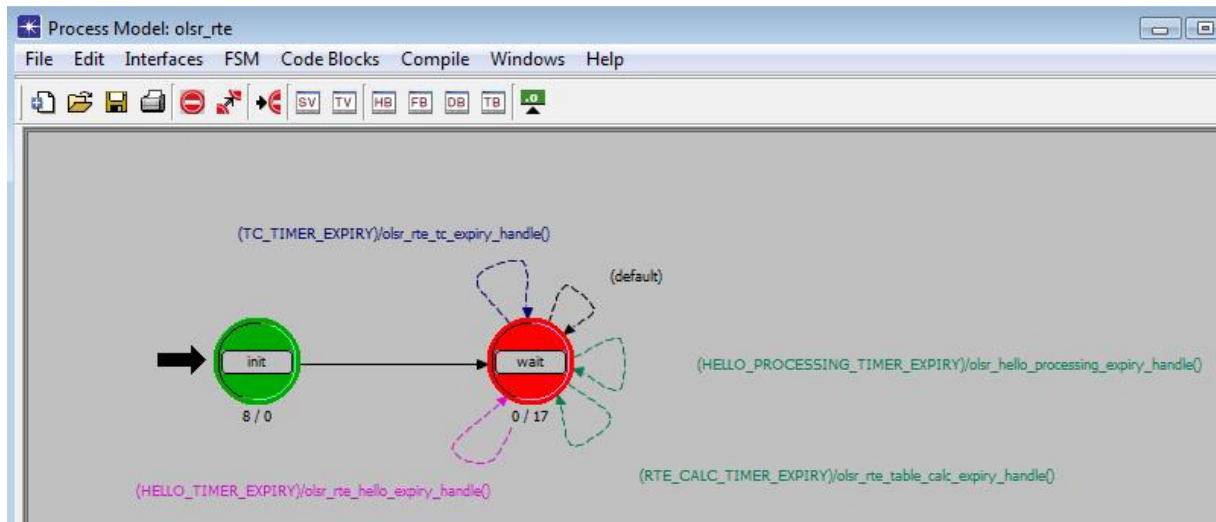 Process Model: olsr_rte
File Edit Interfaces FSM Code Blocks Compile Windows Help
SV TV HB FB DB TB .0
(TC_TIMER_EXPIRY)/olsr_rte_tc_expiry_handle()
(default)
init
wait
(HELLO_PROCESSING_TIMER_EXPIRY)/olsr_hello_processing_expiry_handle()
8 / 0
0 / 17
(RTE_CALC_TIMER_EXPIRY)/olsr_rte_table_calc_expiry_handle()
(HELLO_TIMER_EXPIRY)/olsr_rte_hello_expiry_handle()